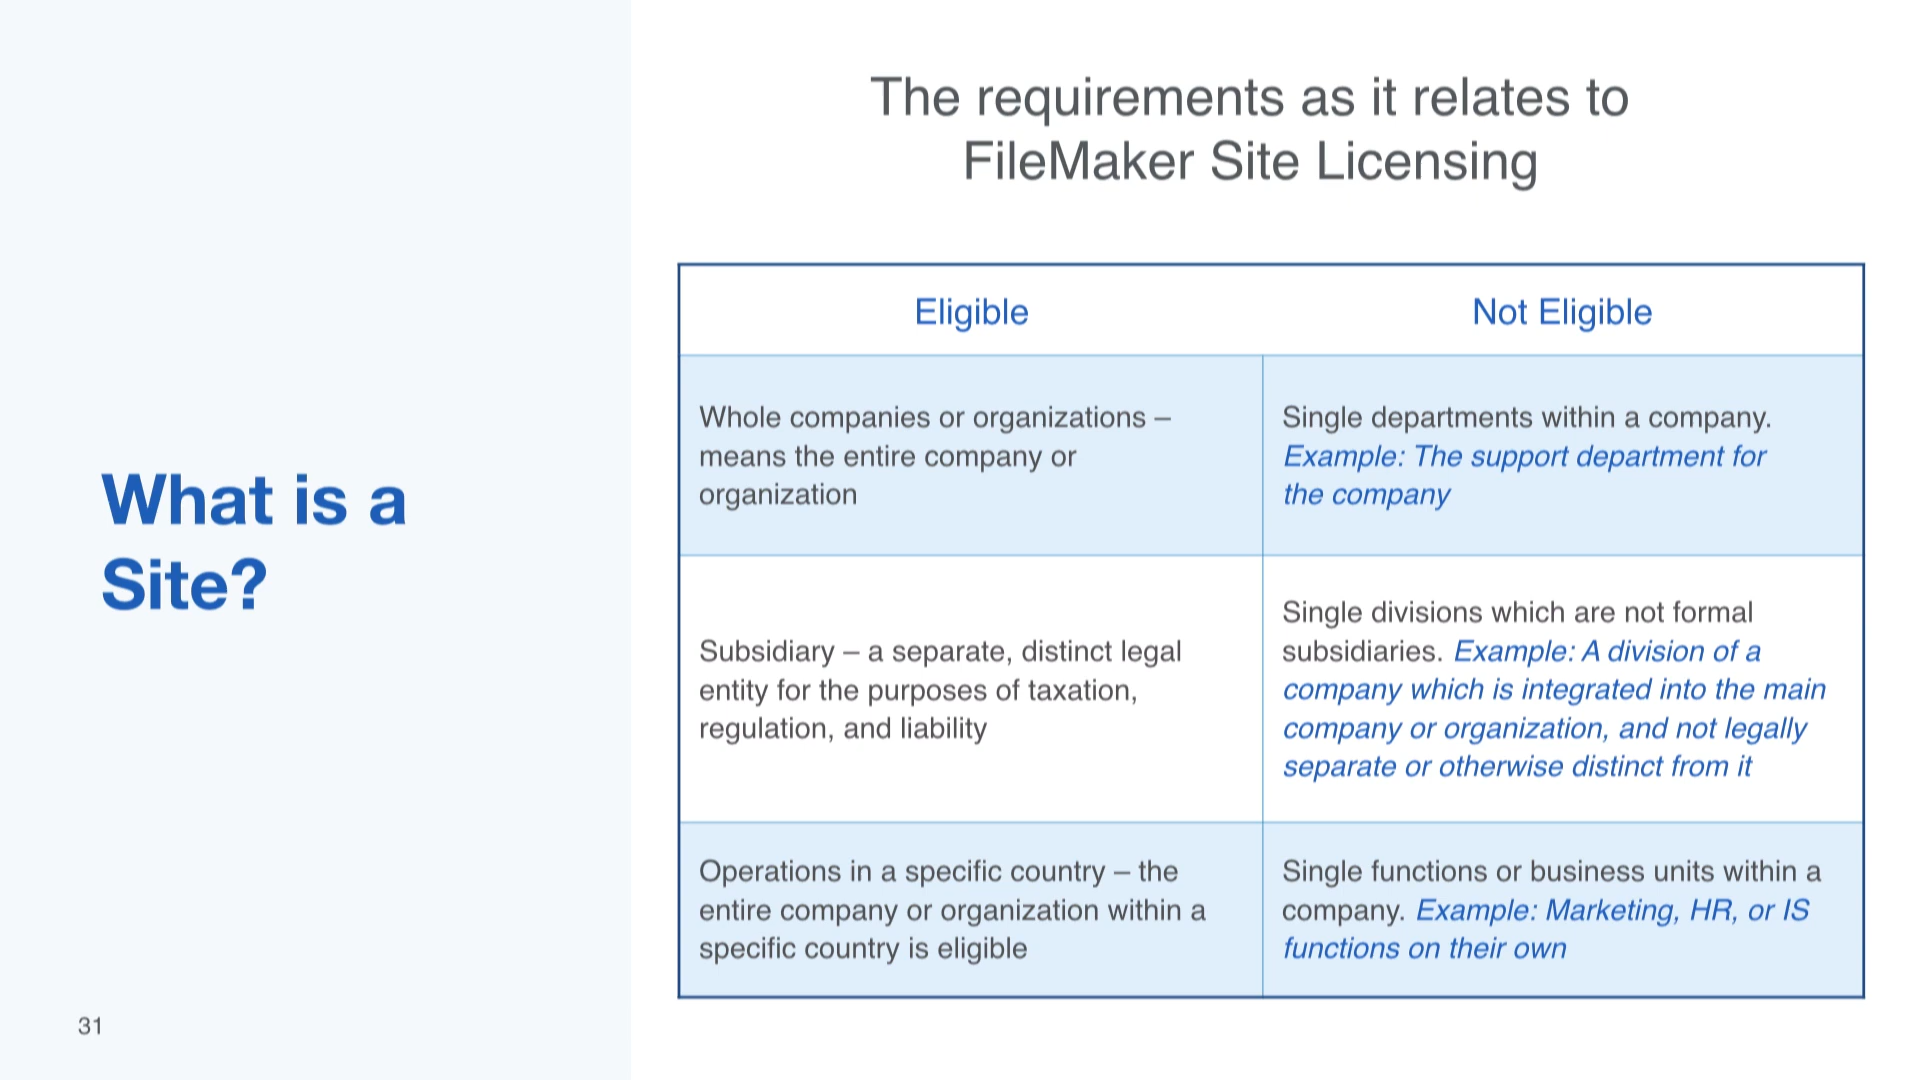 What is a
Site?
The requirements as it relates to
FileMaker Site Licensing
Eligible
Not Eligible
Whole companies or organizations –
means the entire company or
organization
Single departments within a company.
Example: The support department for
the company
Subsidiary – a separate, distinct legal
entity for the purposes of taxation,
regulation, and liability
Single divisions which are not formal
subsidiaries. Example: A division of a
company which is integrated into the main
company or organization, and not legally
separate or otherwise distinct from it
Operations in a specific country – the
entire company or organization within a
specific country is eligible
Single functions or business units within a
company. Example: Marketing, HR, or IS
functions on their own
31